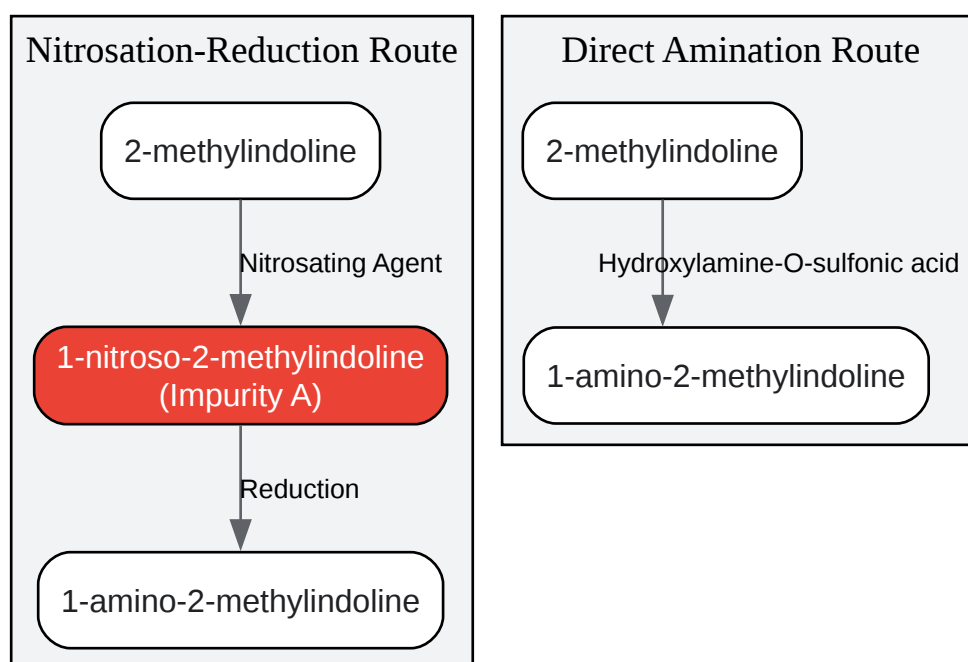 Nitrosation-Reduction Route
2-methylindoline
Nitrosating Agent
1-nitroso-2-methylindoline
(Impurity A)
Reduction
1-amino-2-methylindoline
Direct Amination Route
2-methylindoline
Hydroxylamine-O-sulfonic acid
1-amino-2-methylindoline